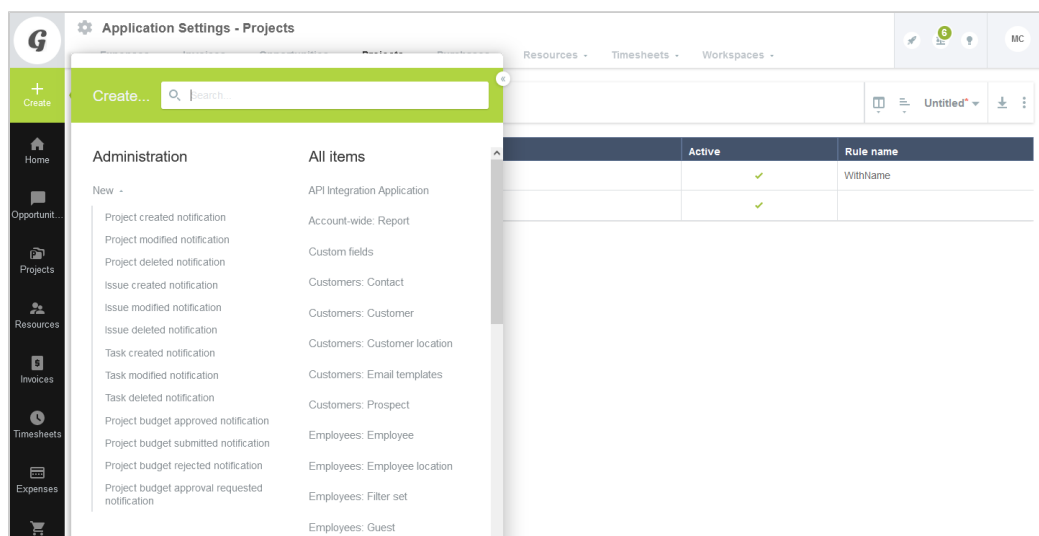 G
Application Settings - Projects
Projects
Resources -
Timesheets -
Workspaces -
6
MC
Create
Create...
Search...
Untitled*
Home
Opportunit...
Projects
Resources
Invoices
Timesheets
Expenses
Administration
New -
Project created notification
Project modified notification
Project deleted notification
Issue created notification
Issue modified notification
Issue deleted notification
Task created notification
Task modified notification
Task deleted notification
Project budget approved notification
Project budget submitted notification
Project budget rejected notification
Project budget approval requested
notification
All items
API Integration Application
Account-wide: Report
Custom fields
Customers: Contact
Customers: Customer
Customers: Customer location
Customers: Email templates
Customers: Prospect
Employees: Employee
Employees: Employee location
Employees: Filter set
Employees: Guest
Active
Rule name
WithName